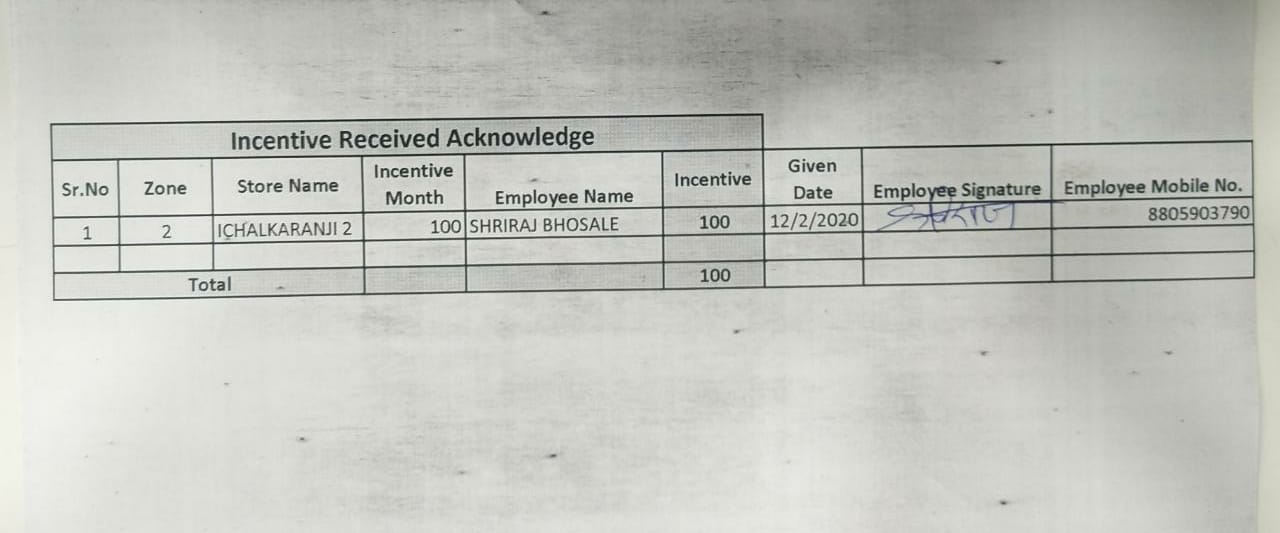 Incentive Received Acknowledge
Sr.No Zone Store Name Incentive Month Employee Name Incentive Given Date Employee Signature Employee Mobile No.
1 2 ICHALKARANJI 2 100 SHRIRAJ BHOSALE 100 12/2/2020 8805903790
Total 100